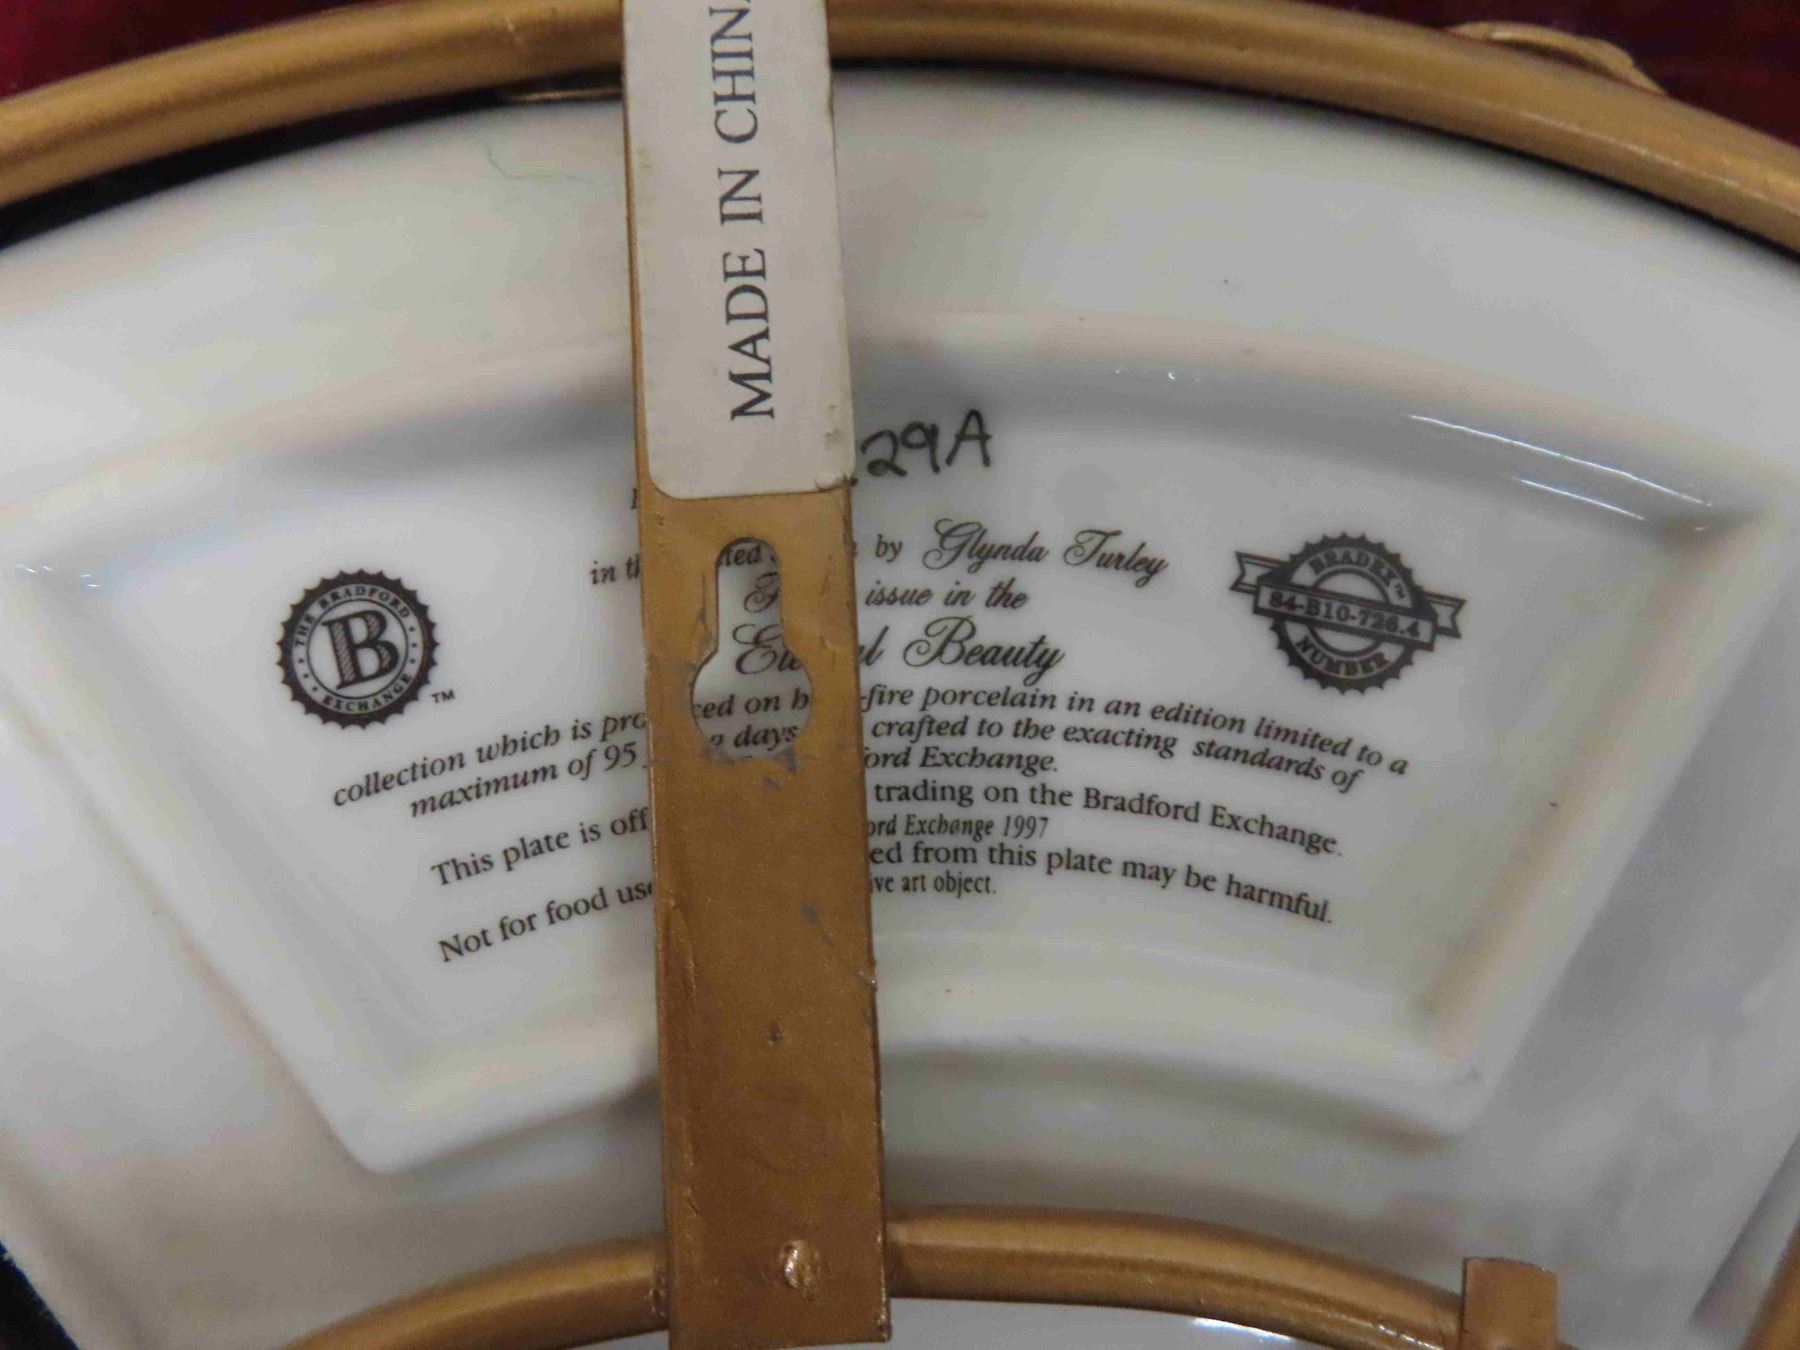 MADE IN CHINA
29A
in th ted by Glynda Turley
issue in the
Beauty
collection which is pro ced on b -fire porcelain in an edition limited to a
maximum of 95 days crafted to the exacting standards of
ord Exchange.
This plate is off trading on the Bradford Exchange.
ord Exchange 1997
Not for food use ed from this plate may be harmful.
ive art object.
THE BRADFORD
B
EXCHANGE
TM
BRADEX™
84-B10-726.4
NUMBER